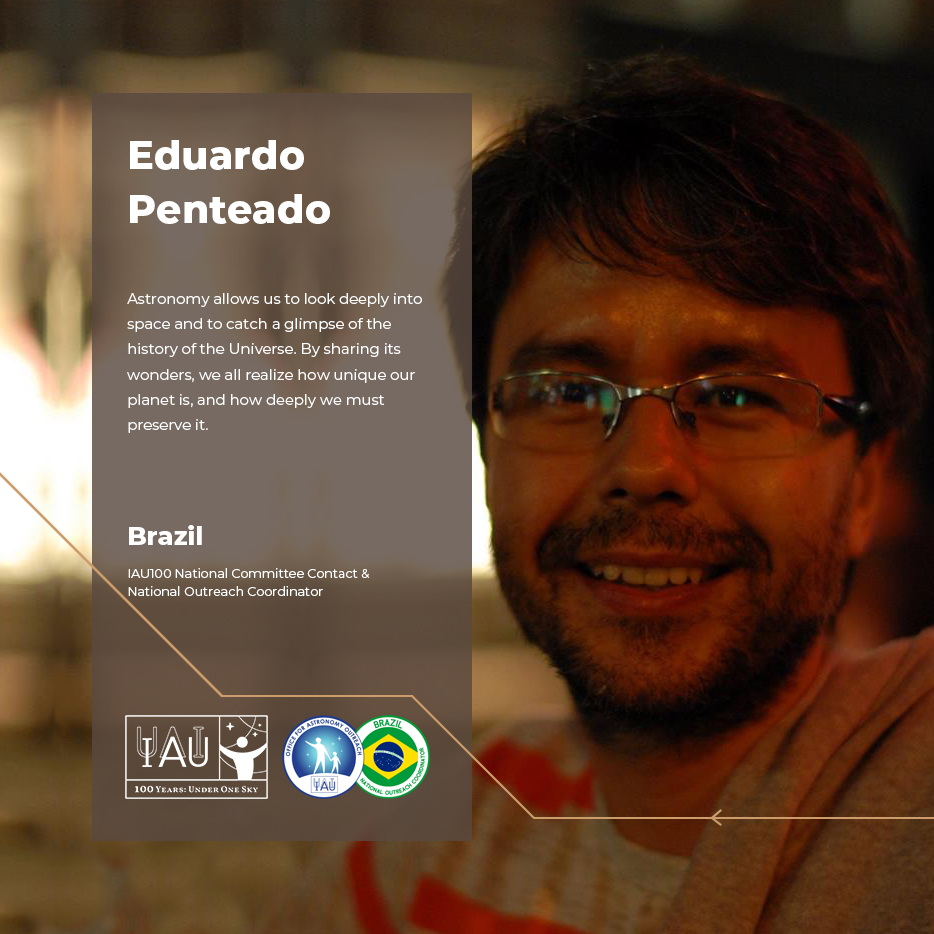 Eduardo
Penteado
Astronomy allows us to look deeply into
space and to catch a glimpse of the
history of the Universe. By sharing its
wonders, we all realize how unique our
planet is, and how deeply we must
preserve it.
Brazil
IAU100 National Committee Contact &
National Outreach Coordinator
IAU
100 YEARS: UNDER ONE SKY
OFFICE FOR ASTRONOMY OUTREACH
IAU
BRAZIL
NATIONAL OUTREACH COORDINATOR